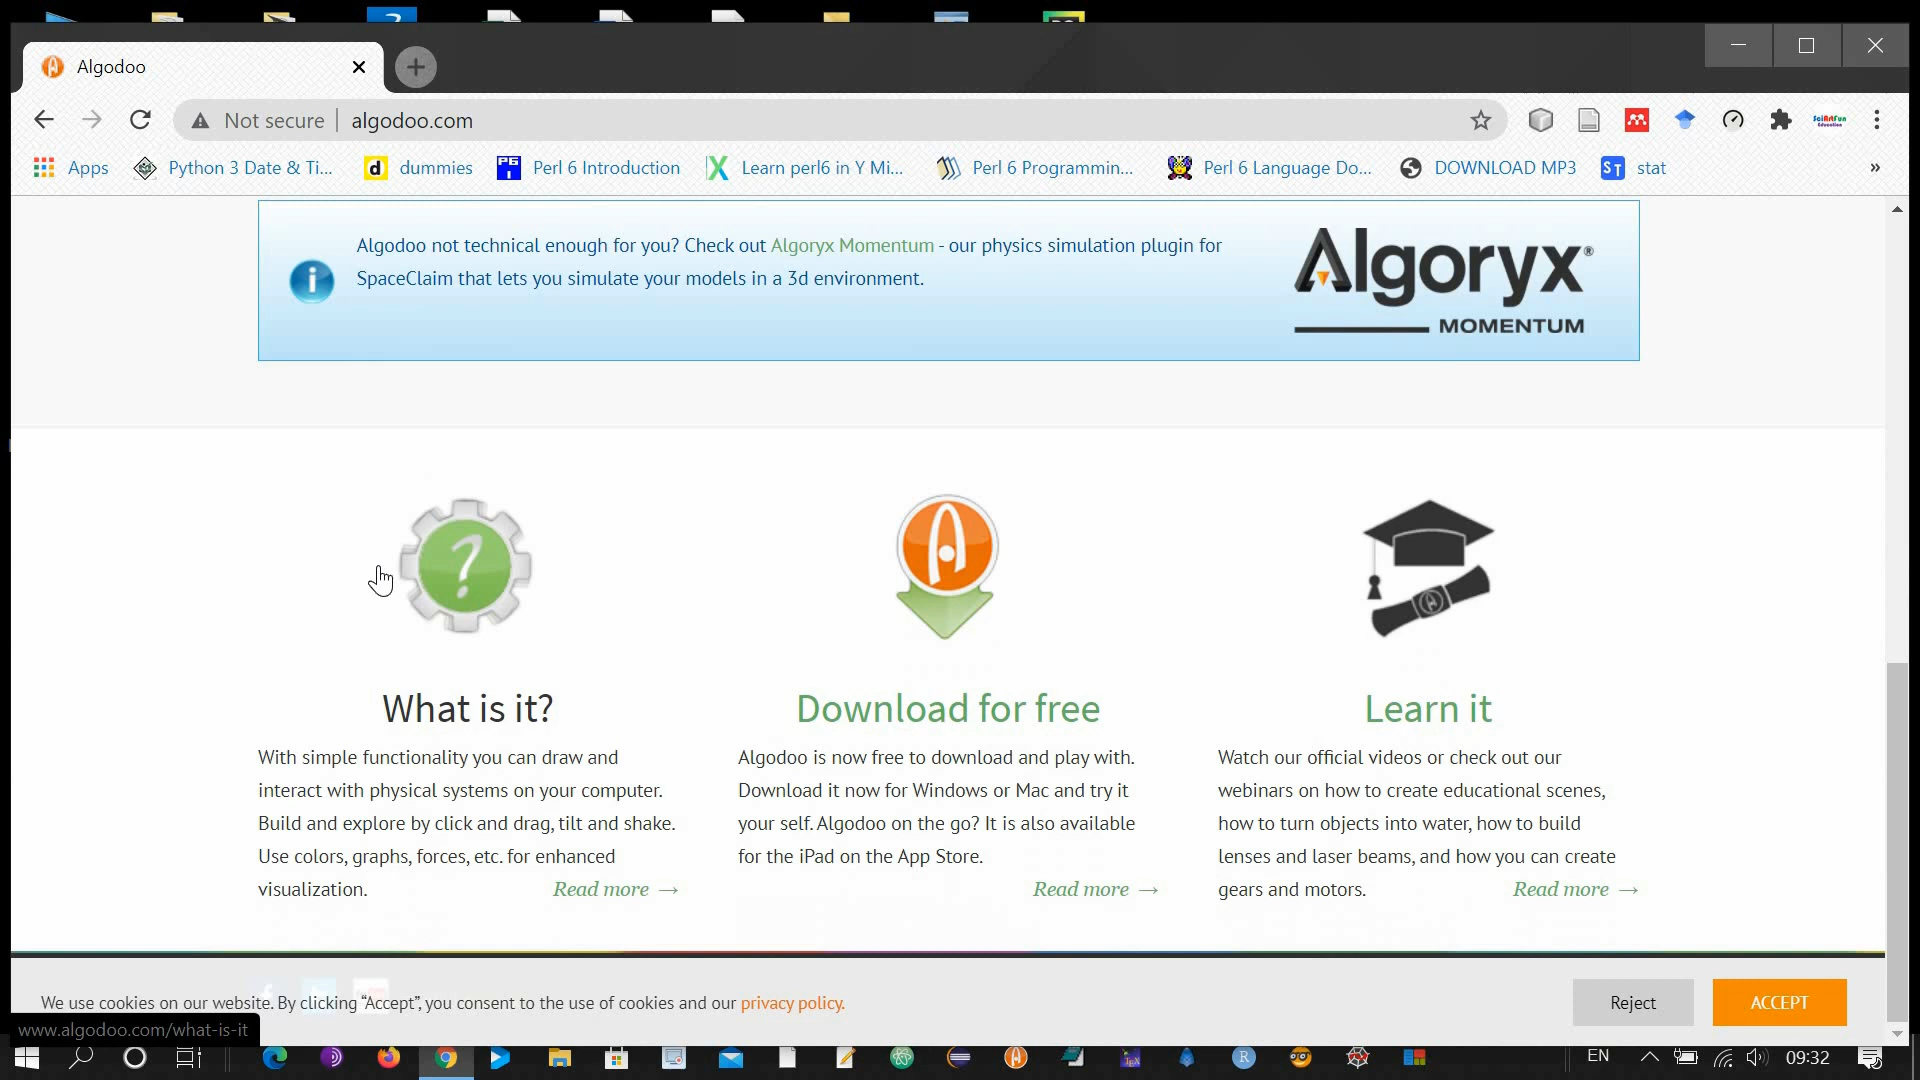 Algodoo
Not secure
algodoo.com
SciArtFun
Education
Apps
Python 3 Date & Ti...
d
dummies
Perl 6 Introduction
Learn perl6 in Y Mi...
Perl 6 Programmin...
Perl 6 Language Do...
DOWNLOAD MP3
ST
stat
»
Algodoo not technical enough for you? Check out Algoryx Momentum - our physics simulation plugin for
SpaceClaim that lets you simulate your models in a 3d environment.
Algoryx®
MOMENTUM
?
What is it?
With simple functionality you can draw and
interact with physical systems on your computer.
Build and explore by click and drag, tilt and shake.
Use colors, graphs, forces, etc. for enhanced
visualization.
Read more →
Download for free
Algodoo is now free to download and play with.
Download it now for Windows or Mac and try it
your self. Algodoo on the go? It is also available
for the iPad on the App Store.
Read more →
Learn it
Watch our official videos or check out our
webinars on how to create educational scenes,
how to turn objects into water, how to build
lenses and laser beams, and how you can create
gears and motors.
Read more →
We use cookies on our website. By clicking “Accept”, you consent to the use of cookies and our privacy policy.
Reject
ACCEPT
www.algodoo.com/what-is-it
EN
09:32